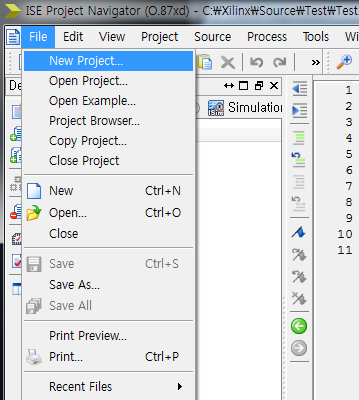 ISE Project Navigator (O.87xd) - C:₩Xilinx₩Source₩Test₩Test
File Edit View Project Source Process Tools Wi
New Project...
Open Project...
Open Example...
Project Browser...
Copy Project...
Close Project
New Ctrl+N
Open... Ctrl+O
Close
Save Ctrl+S
Save As...
Save All
Print Preview...
Print... Ctrl+P
Recent Files
De
Simulation
1
2
3
4
5
6
7
8
9
10
11